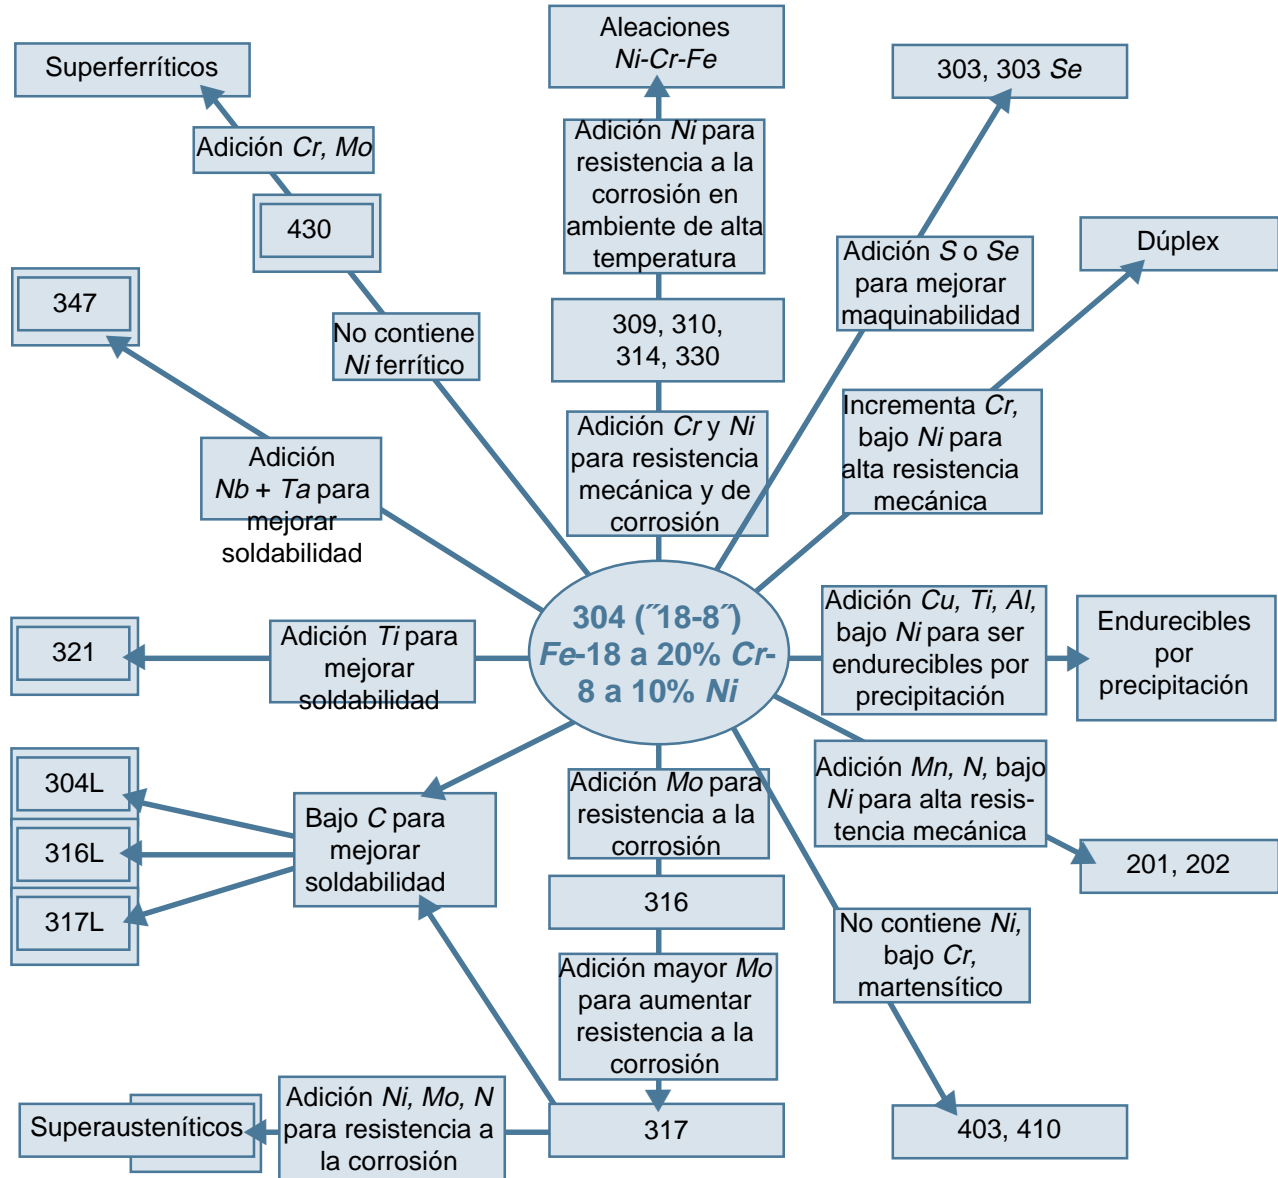 Aleaciones
Ni-Cr-Fe
Superferríticos
303, 303 Se
Adición Cr, Mo
Adición Ni para
resistencia a la
corrosión en
ambiente de alta
temperatura
430
Adición S o Se
para mejorar
maquinabilidad
Dúplex
347
No contiene
Ni ferrítico
309, 310,
314, 330
Incrementa Cr,
bajo Ni para
alta resistencia
mecánica
Adición
Nb + Ta para
mejorar
soldabilidad
Adición Cr y Ni
para resistencia
mecánica y de
corrosión
304 (˝18-8˝)
Fe-18 a 20% Cr-
8 a 10% Ni
Adición Cu, Ti, Al,
bajo Ni para ser
endurecibles por
precipitación
Endurecibles
por
precipitación
321
Adición Ti para
mejorar
soldabilidad
304L
316L
317L
Bajo C para
mejorar
soldabilidad
Adición Mo para
resistencia a la
corrosión
Adición Mn, N, bajo
Ni para alta resis-
tencia mecánica
201, 202
316
No contiene Ni,
bajo Cr,
martensítico
Adición mayor Mo
para aumentar
resistencia a la
corrosión
Superausteníticos
Adición Ni, Mo, N
para resistencia a
la corrosión
317
403, 410